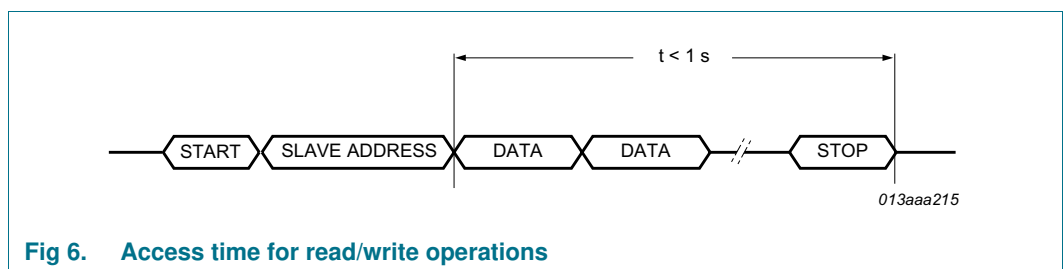 t < 1 s
START SLAVE ADDRESS DATA DATA STOP
013aaa215
Fig 6. Access time for read/write operations